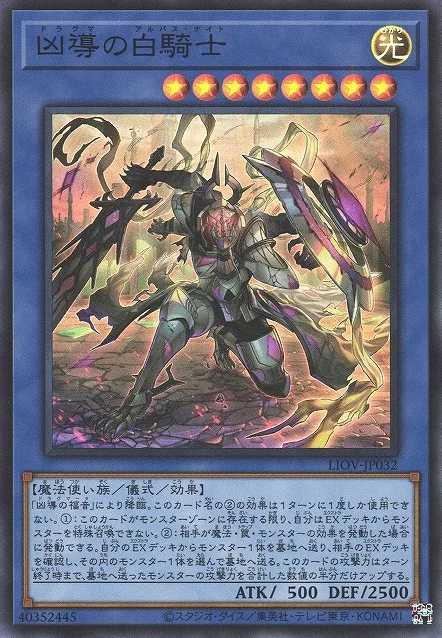 ドラグマ アルバス・ナイト
凶導の白騎士
ひかり
光
LIOV-JP032
【魔法使い族／儀式／効果】
「凶導の福音」により降臨。このカード名の②の効果は１ターンに１度しか使用で
きない。①：このカードがモンスターゾーンに存在する限り、自分はEXデッキからモ
ンスターを特殊召喚できない。②：相手が魔法・罠・モンスターの効果を発動した場合
に発動できる。自分のEXデッキからモンスター１体を墓地へ送り、相手のEXデッキ
を確認し、その内のモンスター１体を選んで墓地へ送る。このカードの攻撃力はターン
終了時まで、墓地へ送ったモンスターの攻撃力を合計した数値の半分だけアップする。
ATK/ 500 DEF/2500
40352445 ©スタジオ・ダイス／集英社・テレビ東京・KONAMI